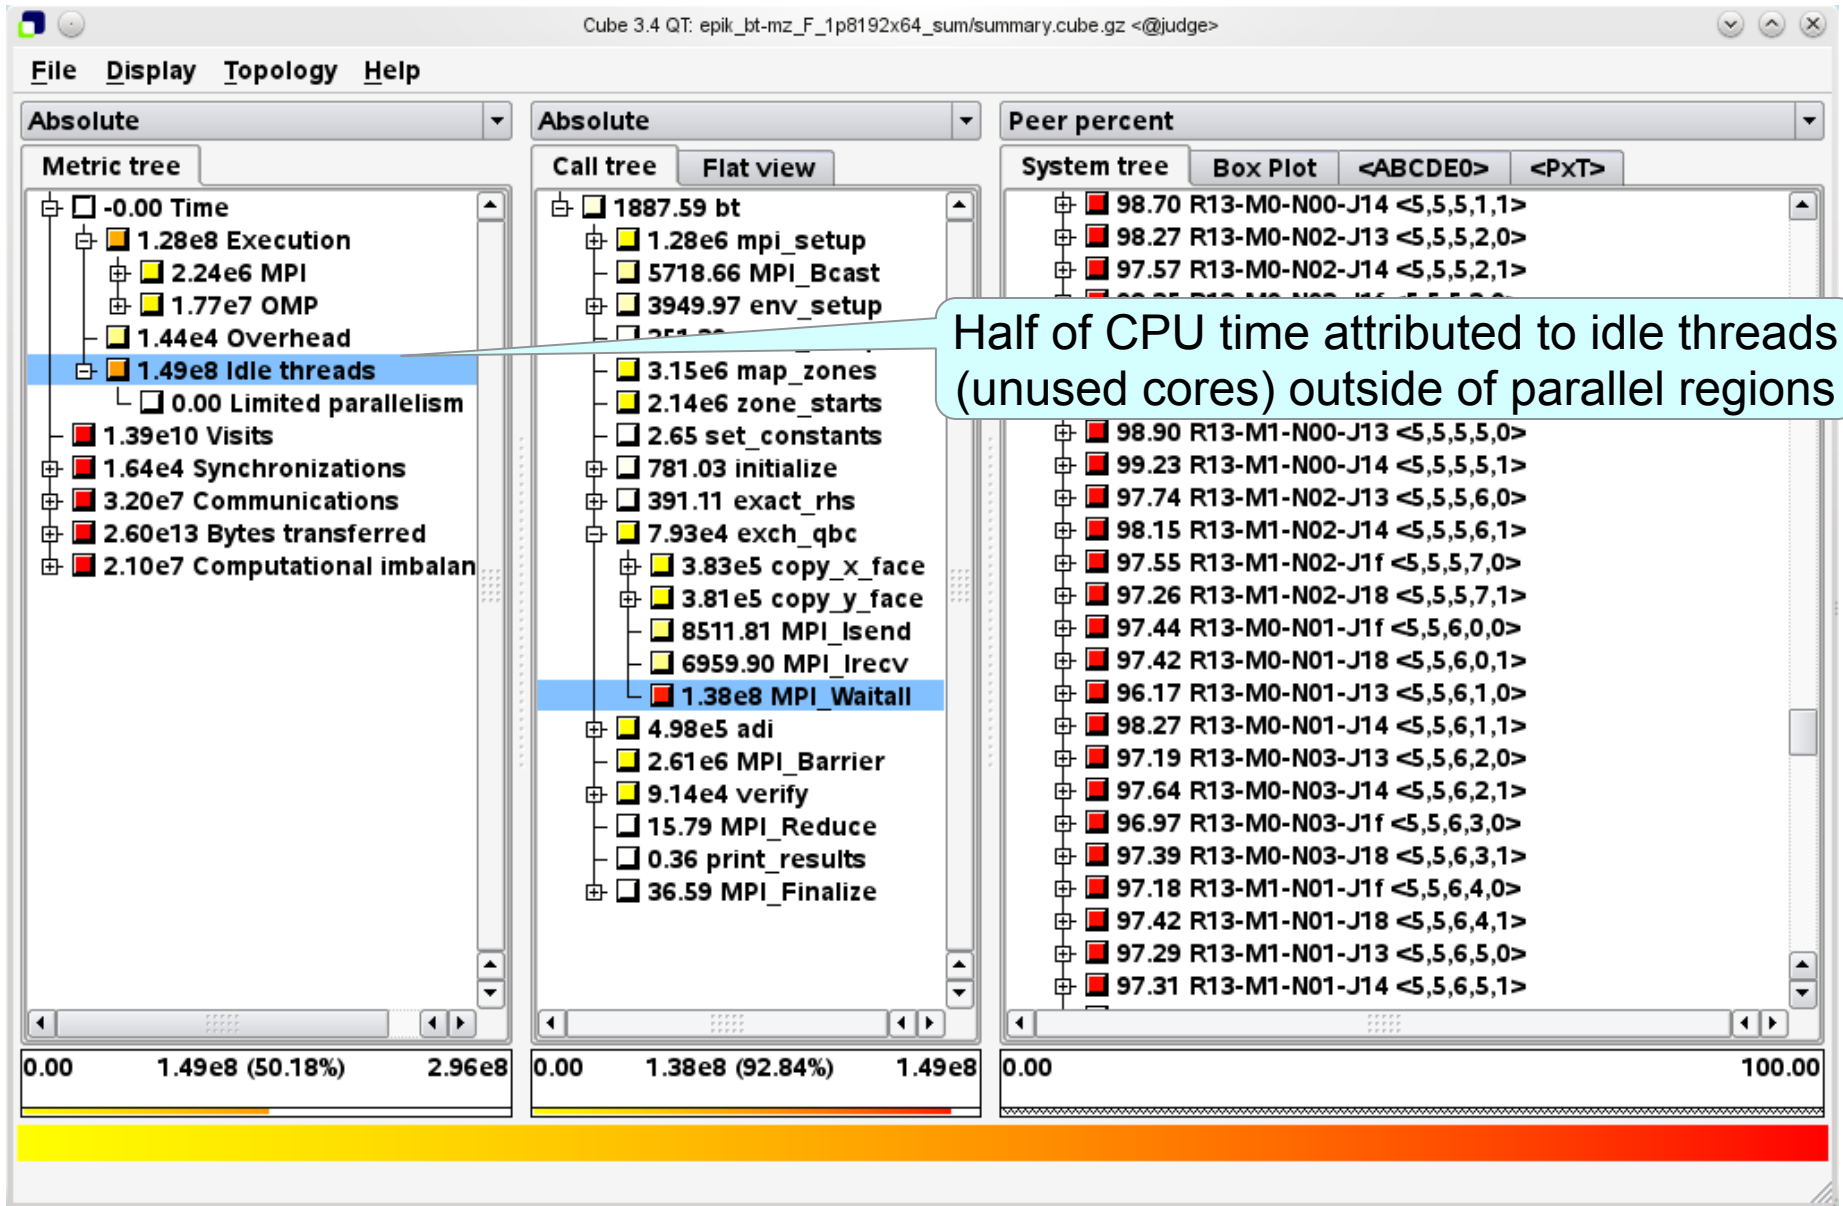 Cube 3.4 QT: epik_bt-mz_F_1p8192x64_sum/summary.cube.gz <@judge>
File Display Topology Help
Absolute
Metric tree
-0.00 Time
1.28e8 Execution
2.24e6 MPI
1.77e7 OMP
1.44e4 Overhead
1.49e8 Idle threads
0.00 Limited parallelism
1.39e10 Visits
1.64e4 Synchronizations
3.20e7 Communications
2.60e13 Bytes transferred
2.10e7 Computational imbalan
0.00 1.49e8 (50.18%) 2.96e8
Absolute
Call tree Flat view
1887.59 bt
1.28e6 mpi_setup
5718.66 MPI_Bcast
3949.97 env_setup
3.15e6 map_zones
2.14e6 zone_starts
2.65 set_constants
781.03 initialize
391.11 exact_rhs
7.93e4 exch_qbc
3.83e5 copy_x_face
3.81e5 copy_y_face
8511.81 MPI_Isend
6959.90 MPI_Irecv
1.38e8 MPI_Waitall
4.98e5 adi
2.61e6 MPI_Barrier
9.14e4 verify
15.79 MPI_Reduce
0.36 print_results
36.59 MPI_Finalize
0.00 1.38e8 (92.84%) 1.49e8
Peer percent
System tree Box Plot <ABCDE0> <PxT>
98.70 R13-M0-N00-J14 <5,5,5,1,1>
98.27 R13-M0-N02-J13 <5,5,5,2,0>
97.57 R13-M0-N02-J14 <5,5,5,2,1>
Half of CPU time attributed to idle threads
(unused cores) outside of parallel regions
98.90 R13-M1-N00-J13 <5,5,5,5,0>
99.23 R13-M1-N00-J14 <5,5,5,5,1>
97.74 R13-M1-N02-J13 <5,5,5,6,0>
98.15 R13-M1-N02-J14 <5,5,5,6,1>
97.55 R13-M1-N02-J1f <5,5,5,7,0>
97.26 R13-M1-N02-J18 <5,5,5,7,1>
97.44 R13-M0-N01-J1f <5,5,6,0,0>
97.42 R13-M0-N01-J18 <5,5,6,0,1>
96.17 R13-M0-N01-J13 <5,5,6,1,0>
98.27 R13-M0-N01-J14 <5,5,6,1,1>
97.19 R13-M0-N03-J13 <5,5,6,2,0>
97.64 R13-M0-N03-J14 <5,5,6,2,1>
96.97 R13-M0-N03-J1f <5,5,6,3,0>
97.39 R13-M0-N03-J18 <5,5,6,3,1>
97.18 R13-M1-N01-J1f <5,5,6,4,0>
97.42 R13-M1-N01-J18 <5,5,6,4,1>
97.29 R13-M1-N01-J13 <5,5,6,5,0>
97.31 R13-M1-N01-J14 <5,5,6,5,1>
0.00 100.00